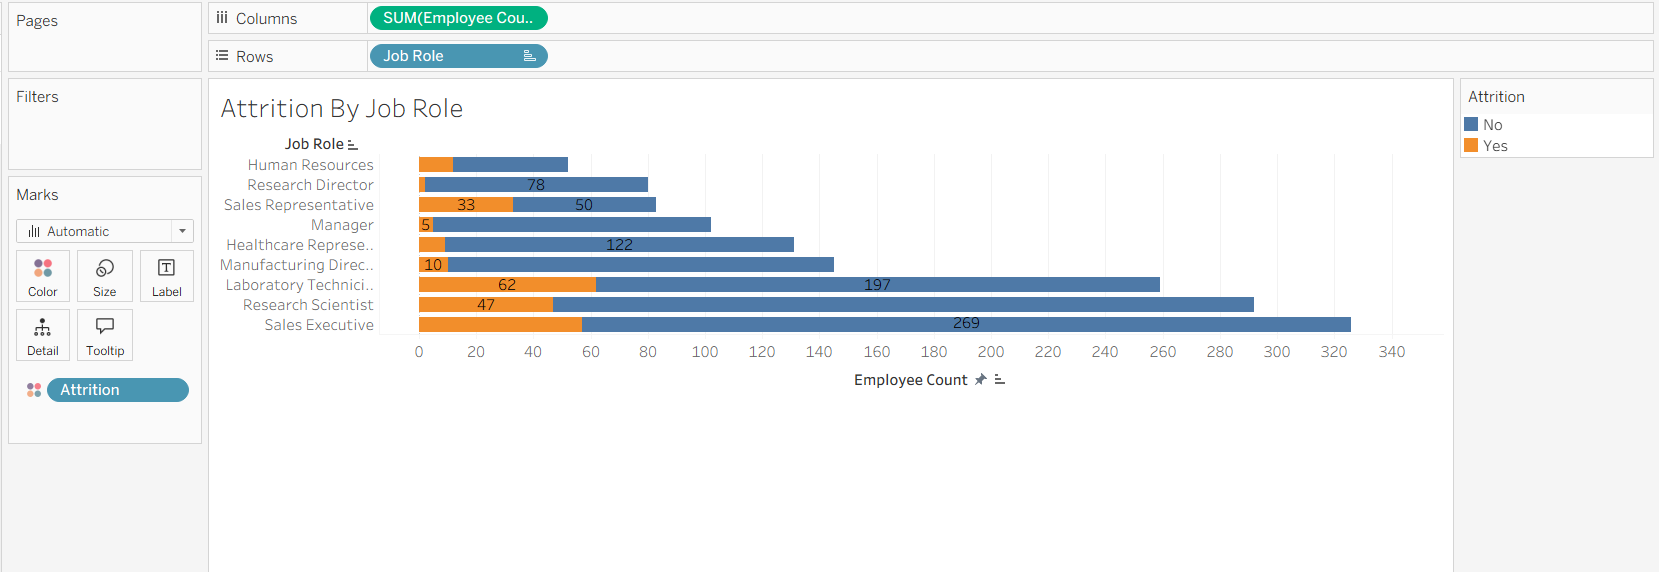 Pages
Columns
SUM(Employee Cou..
Rows
Job Role
Filters
Marks
Automatic
Color
Size
Label
Detail
Tooltip
Attrition
Attrition By Job Role
Job Role
Human Resources
Research Director 78
Sales Representative 33 50
Manager 5
Healthcare Represe.. 122
Manufacturing Direc.. 10
Laboratory Technici.. 62 197
Research Scientist 47
Sales Executive 269
0 20 40 60 80 100 120 140 160 180 200 220 240 260 280 300 320 340
Employee Count
Attrition
No
Yes